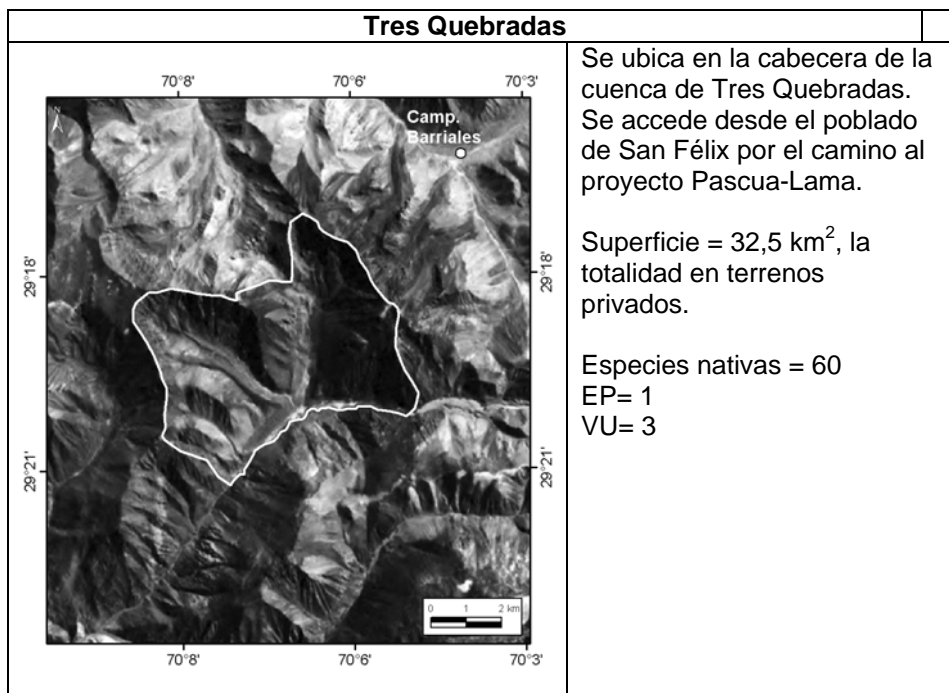 Tres Quebradas
70°8' 70°6' 70°3'
N
Camp.
Barriales
29°18' 29°18'
29°21' 29°21'
0 1 2 km
70°8' 70°6' 70°3'
Se ubica en la cabecera de la
cuenca de Tres Quebradas.
Se accede desde el poblado
de San Félix por el camino al
proyecto Pascua-Lama.
Superficie = 32,5 km², la
totalidad en terrenos
privados.
Especies nativas = 60
EP= 1
VU= 3